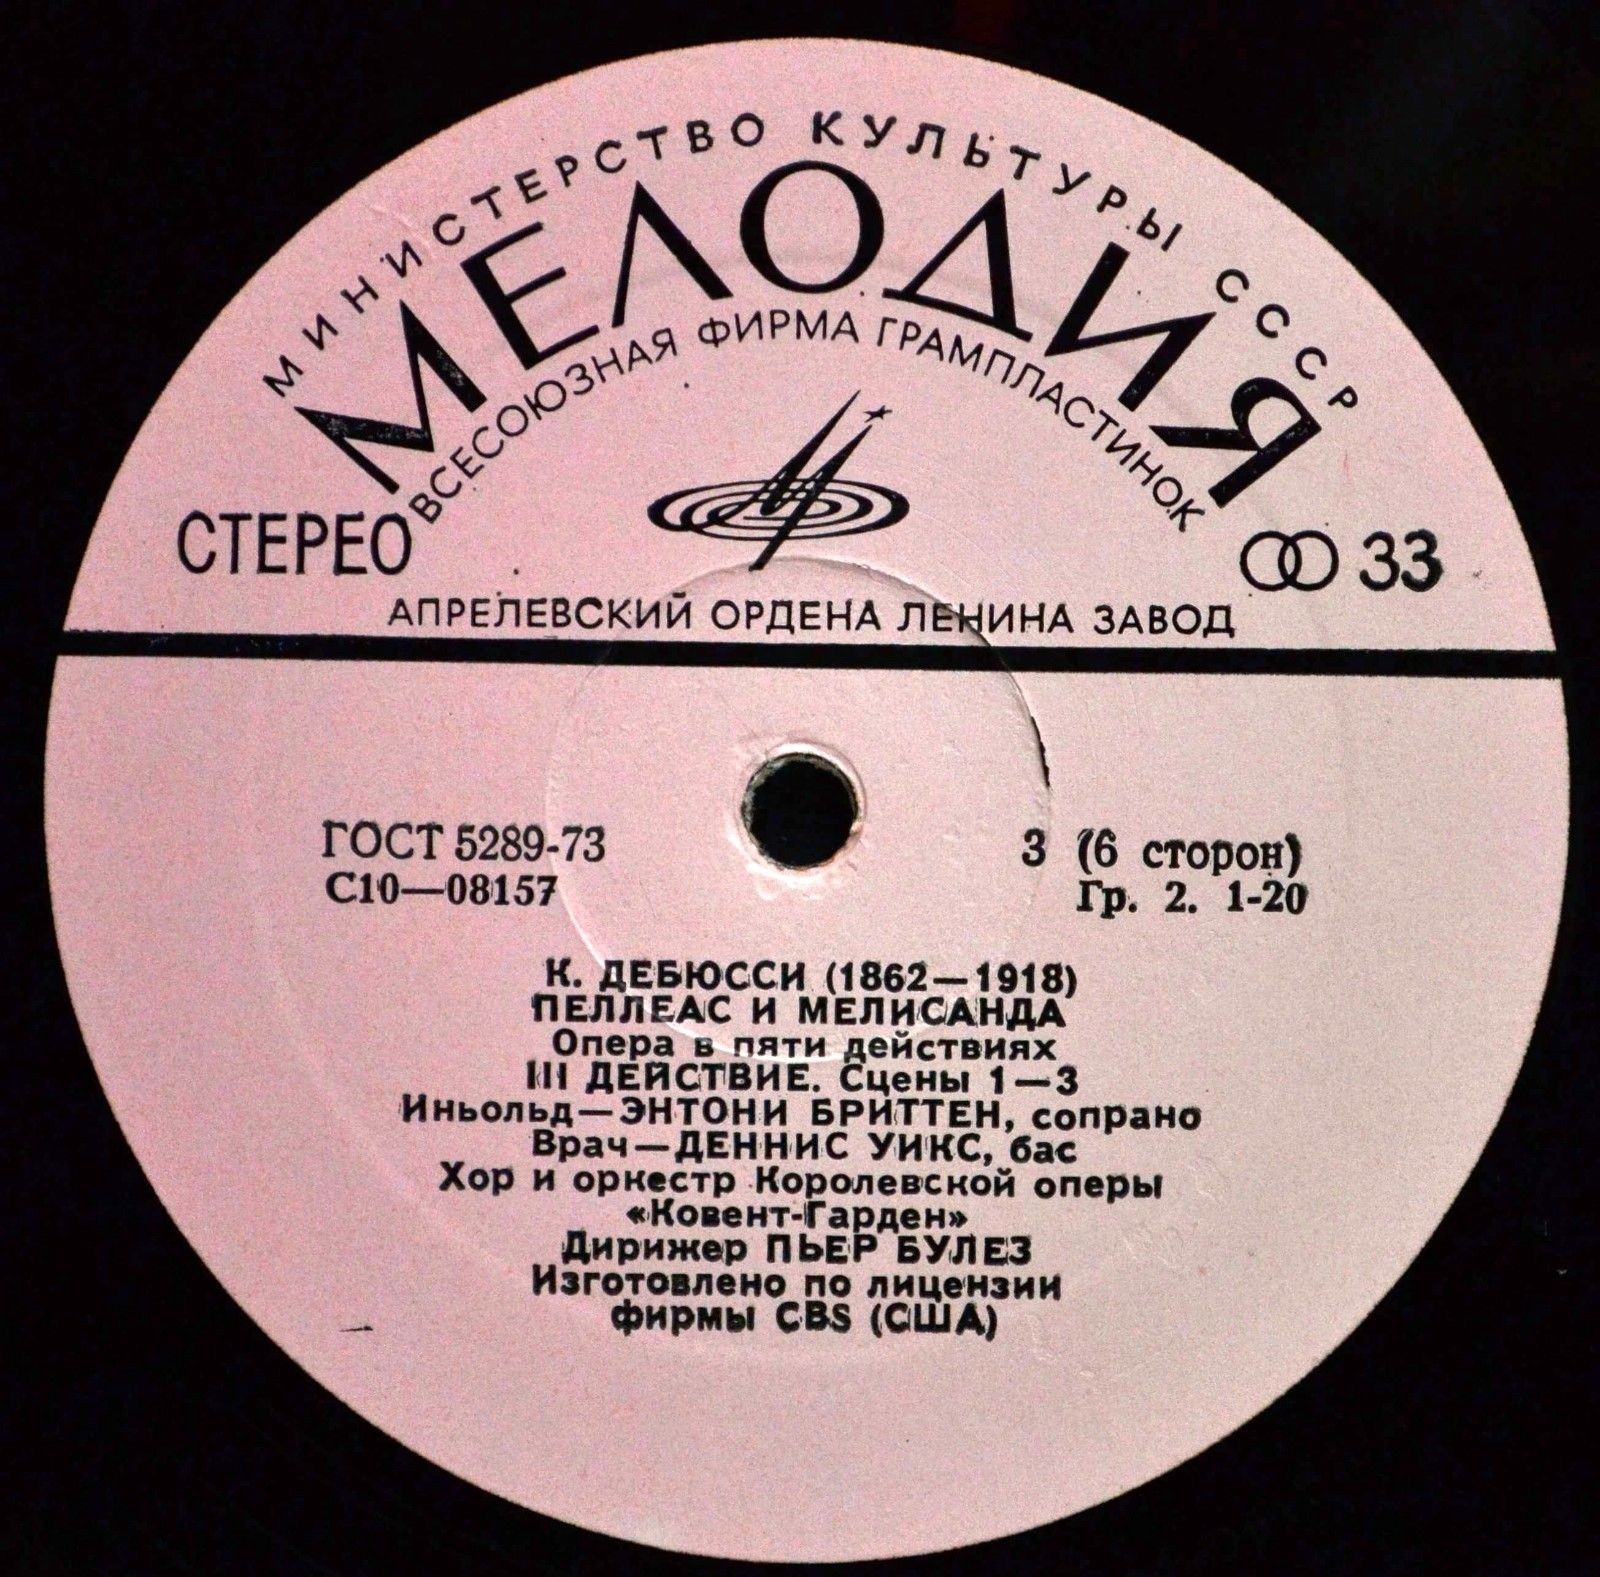 МИНИСТЕРСТВО КУЛЬТУРЫ СССР
МЕЛОДИЯ
ВСЕСОЮЗНАЯ ФИРМА ГРАМПЛАСТИНОК
СТЕРЕО
33
АПРЕЛЕВСКИЙ ОРДЕНА ЛЕНИНА ЗАВОД
ГОСТ 5289-73
3 (6 сторон)
С10—08157
Гр. 2. 1-20
К. ДЕБЮССИ (1862—1918)
ПЕЛЛЕАС И МЕЛИСАНДА
Опера в пяти действиях
III ДЕЙСТВИЕ. Сцены 1—3
Иньольд—ЭНТОНИ БРИТТЕН, сопрано
Врач—ДЕННИС УИКС, бас
Хор и оркестр Королевской оперы
«Ковент-Гарден»
Дирижер ПЬЕР БУЛЕЗ
Изготовлено по лицензии
фирмы CBS (США)